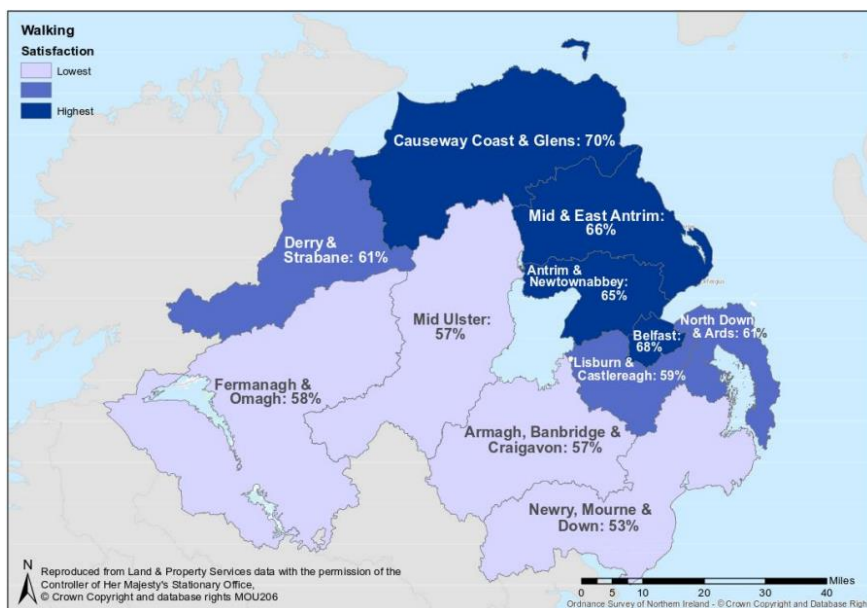 Walking
Satisfaction
Lowest
Highest
Causeway Coast & Glens: 70%
Mid & East Antrim:
66%
Derry &
Strabane: 61%
Antrim &
Newtownabbey:
65%
Mid Ulster:
57%
North Down
& Ards: 61%
Belfast:
68%
Lisburn &
Castlereagh: 59%
Fermanagh &
Omagh: 58%
Armagh, Banbridge &
Craigavon: 57%
Newry, Mourne &
Down: 53%
N
Reproduced from Land & Property Services data with the permission of the
Controller of Her Majesty's Stationary Office,
© Crown Copyright and database rights MOU206
Miles
0 5 10 20 30 40
Ordnance Survey of Northern Ireland - © Crown Copyright and Database Right